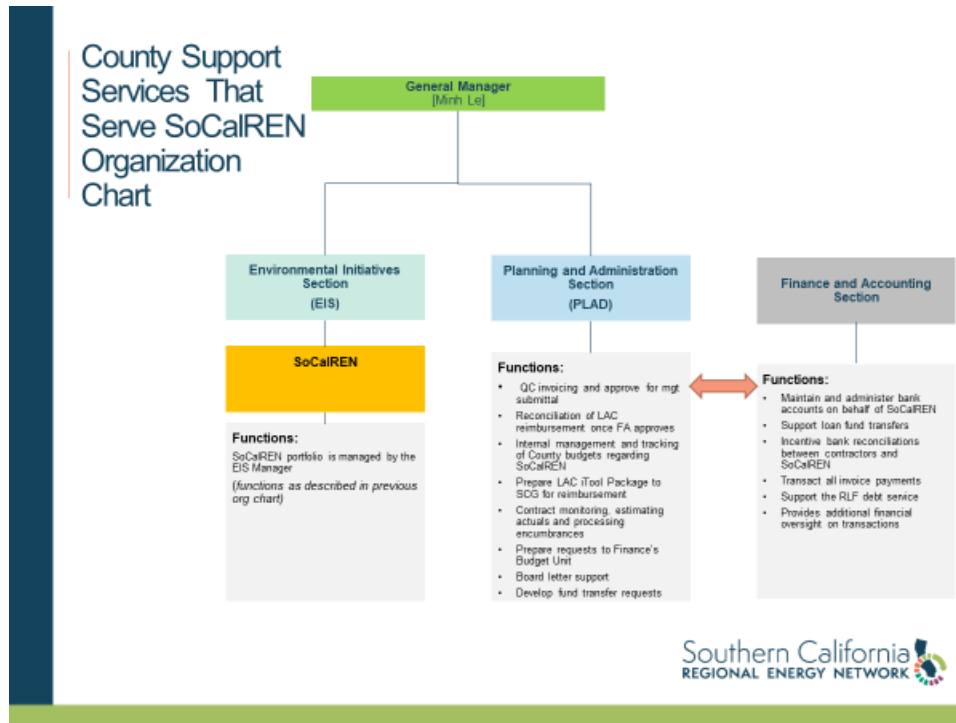 County Support
Services That
Serve SoCalREN
Organization
Chart
General Manager
[Minh Le]
Environmental Initiatives
Section
(EIS)
SoCalREN
Functions:
SoCalREN portfolio is managed by the
EIS Manager
(functions as described in previous
org chart)
Planning and Administration
Section
(PLAD)
Functions:
• QC invoicing and approve for mgt
submittal
• Reconciliation of LAC
reimbursement once FA approves
• Internal management and tracking
of County budgets regarding
SoCalREN
• Prepare LAC iTool Package to
SCG for reimbursement
• Contract monitoring, estimating
actuals and processing
encumbrances
• Prepare requests to Finance's
Budget Unit
• Board letter support
• Develop fund transfer requests
Finance and Accounting
Section
Functions:
• Maintain and administer bank
accounts on behalf of SoCalREN
• Support loan fund transfers
• Incentive bank reconciliations
between contractors and
SoCalREN
• Transact all invoice payments
• Support the RLF debt service
• Provides additional financial
oversight on transactions
Southern California
REGIONAL ENERGY NETWORK